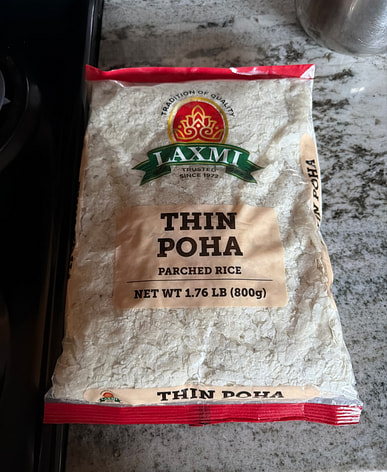 TRADITION OF QUALITY
LAXMI
TRUSTED
SINCE 1972
THIN
POHA
PARCHED RICE
NET WT 1.76 LB (800g)
THIN POHA
THIN POHA